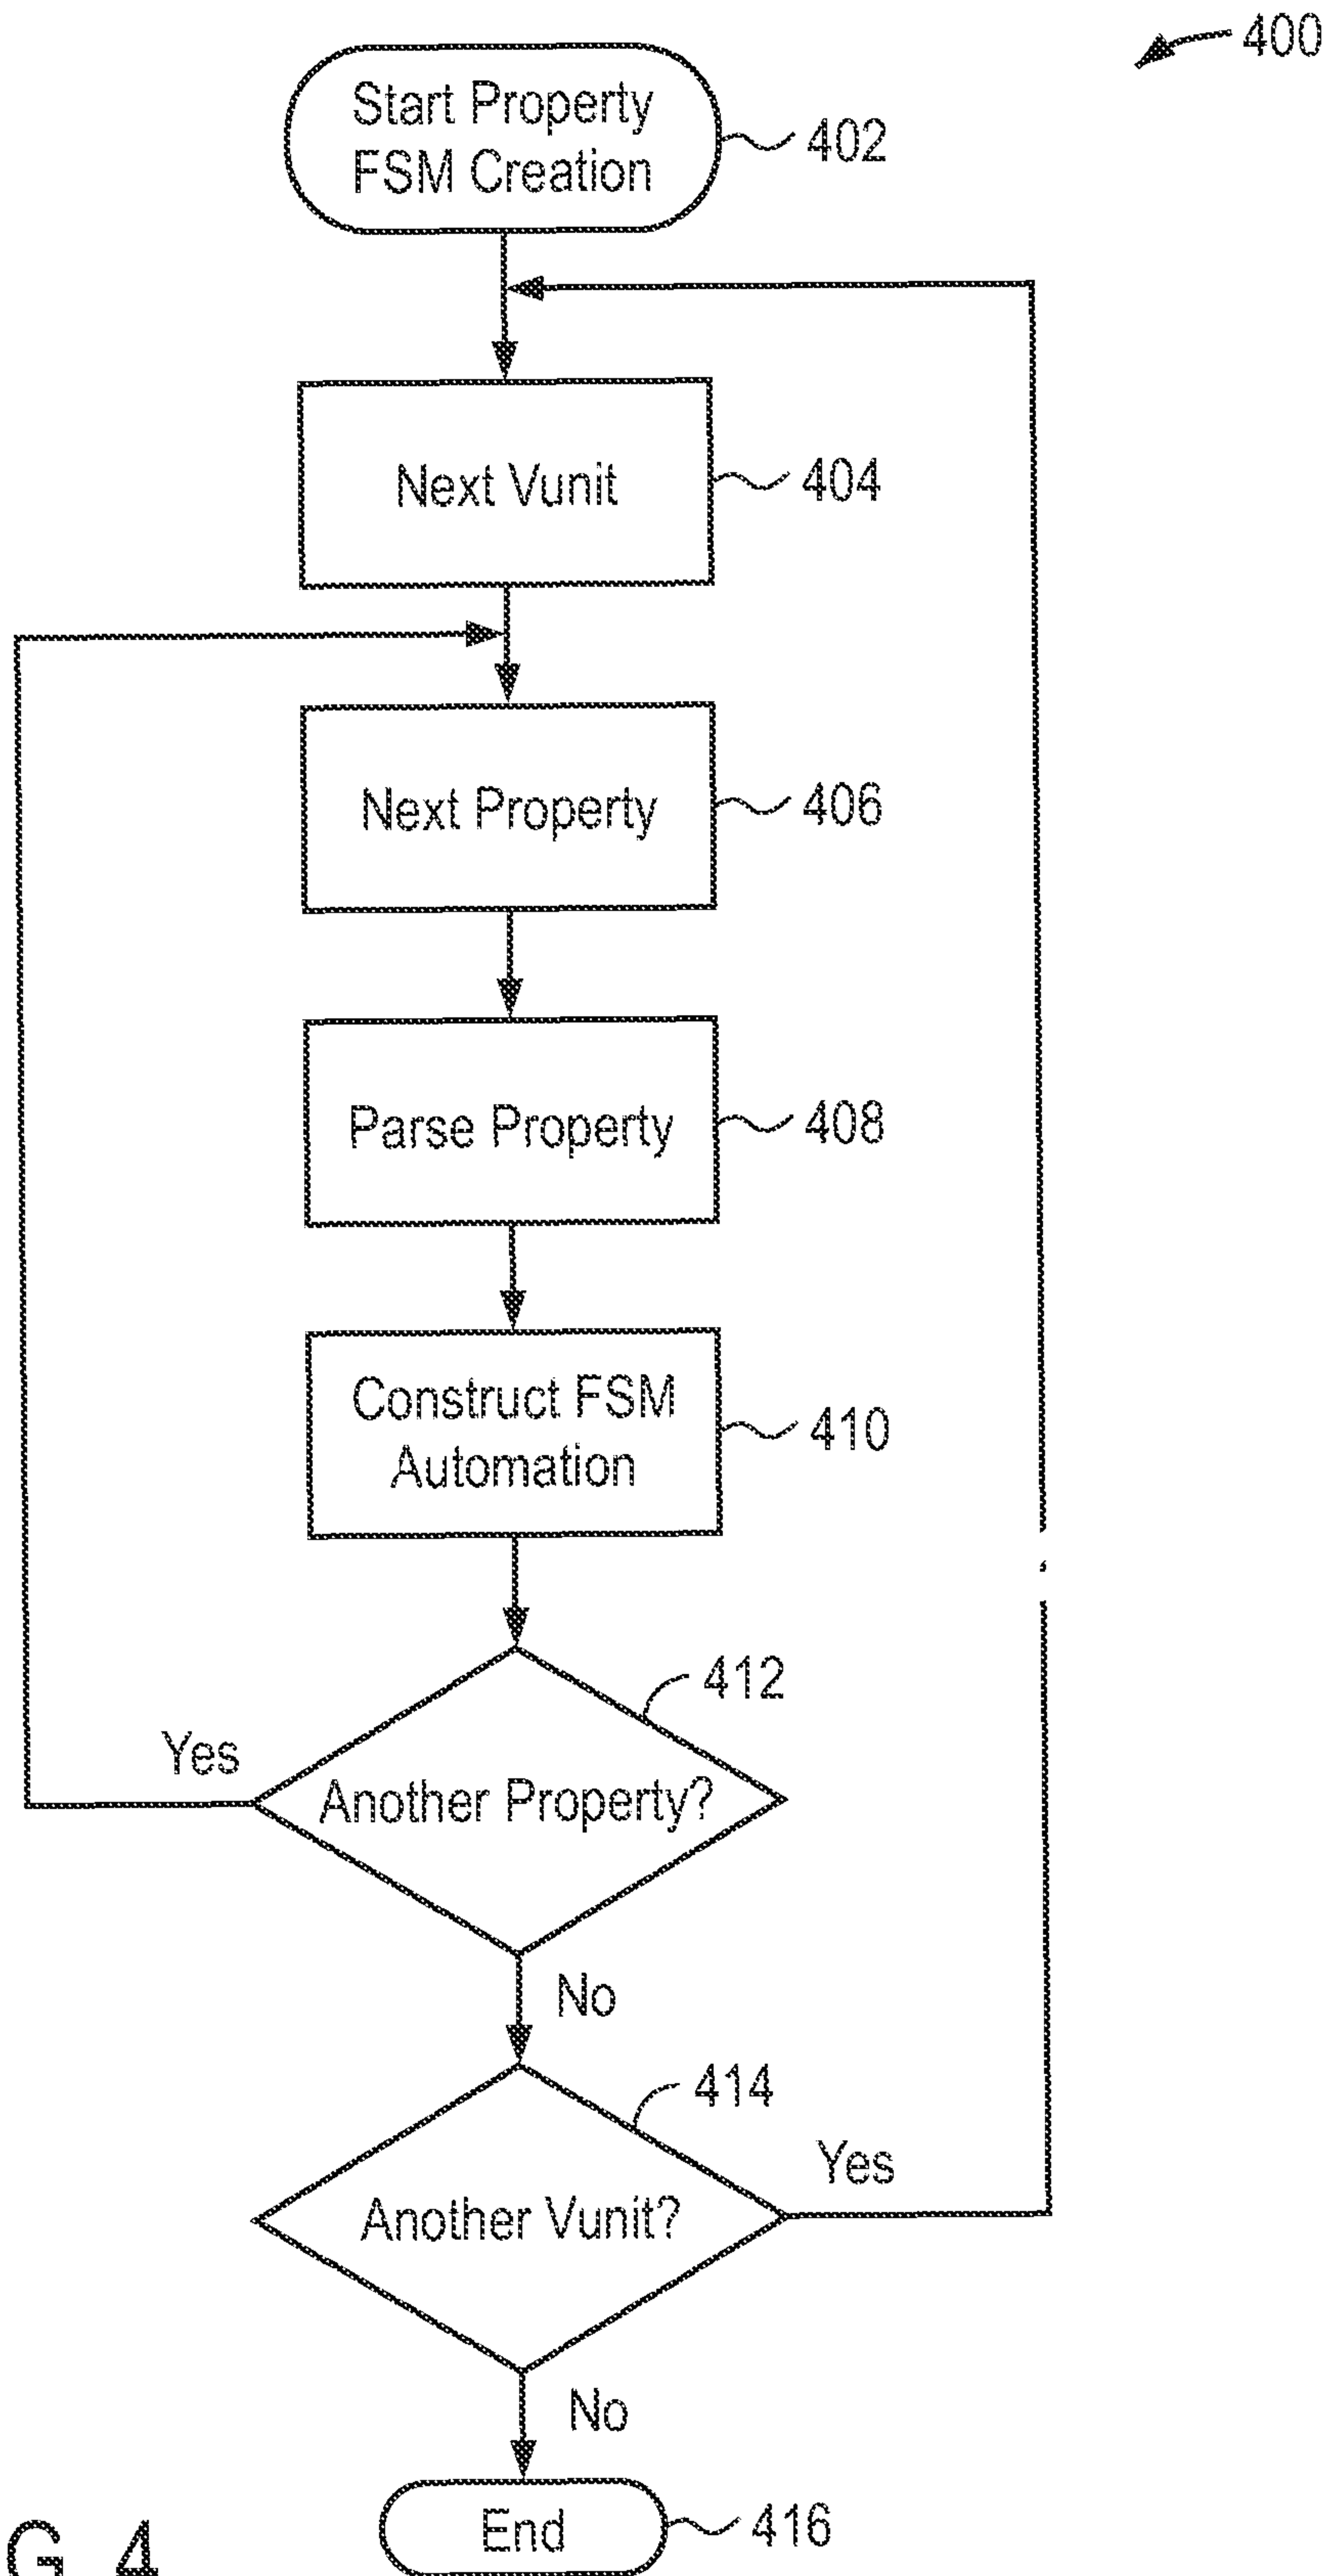 400
Start Property
FSM Creation
402
Next Vunit
404
Next Property
406
Parse Property
408
Construct FSM
Automation
410
412
Yes
Another Property?
No
414
Yes
Another Vunit?
No
End
416
G. 4